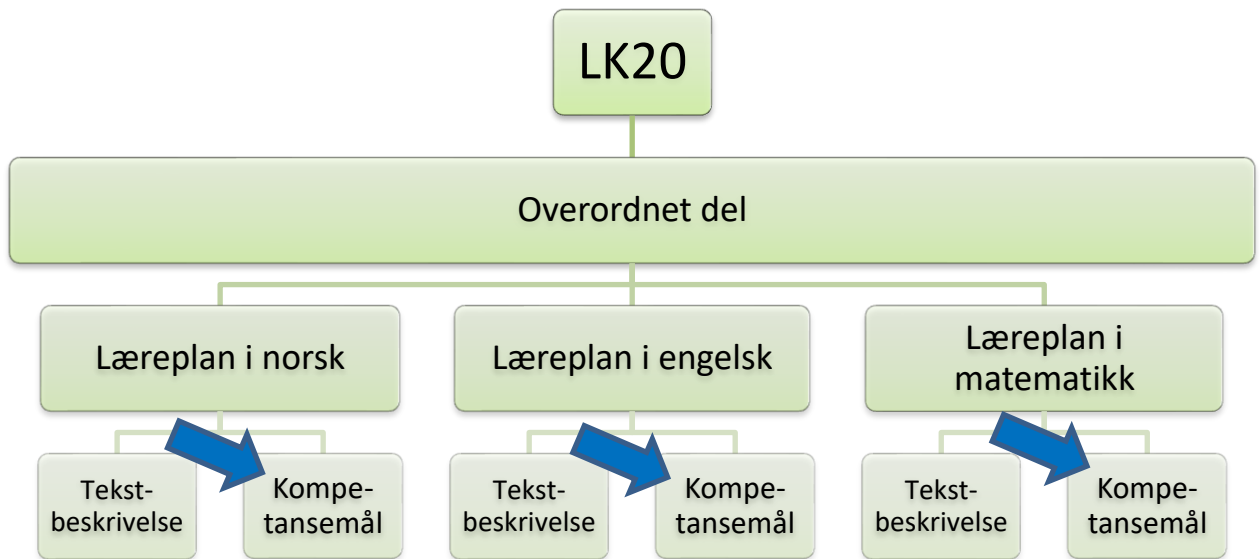 LK20
Overordnet del
Læreplan i norsk
Læreplan i engelsk
Læreplan i
matematikk
Tekst-
beskrivelse
Kompe-
tansemål
Tekst-
beskrivelse
Kompe-
tansemål
Tekst-
beskrivelse
Kompe-
tansemål